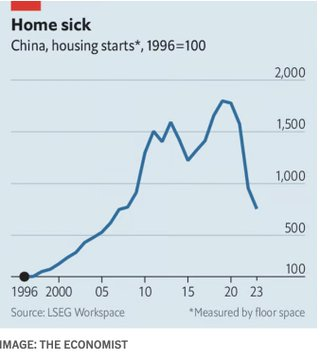 Home sick
China, housing starts*, 1996=100
2,000
1,500
1,000
500
100
1996 2000 05 10 15 20 23
Source: LSEG Workspace *Measured by floor space
IMAGE: THE ECONOMIST